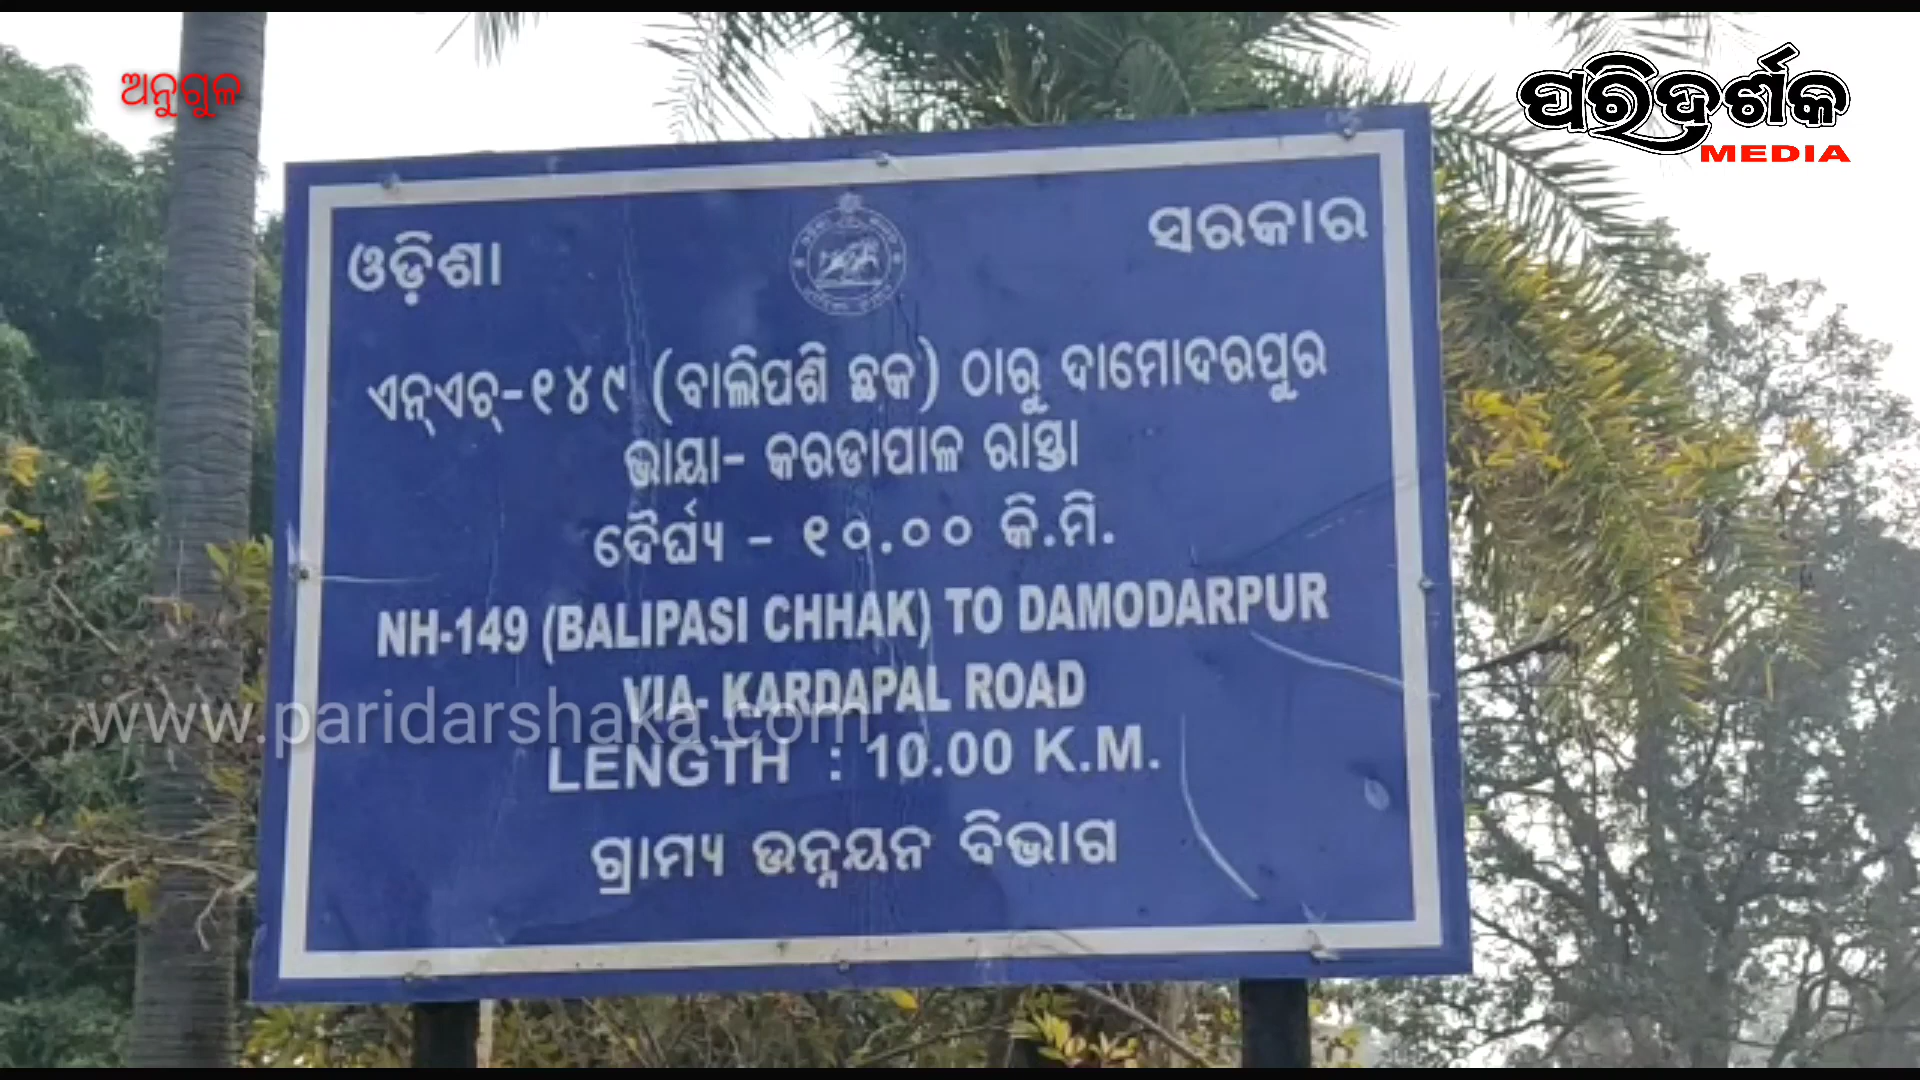 ଅନୁଗୁଳ
ପରିଦର୍ଶକ
MEDIA
ଓଡ଼ିଶା ସରକାର
ଏନ୍ଏଚ୍-୧୪୯ (ବାଲିପଶି ଛକ) ଠାରୁ ଦାମୋଦରପୁର
ଭାୟା- କରଡାପାଳ ରାସ୍ତା
ଦୈର୍ଘ୍ୟ - ୧୦.୦୦ କି.ମି.
NH-149 (BALIPASI CHHAK) TO DAMODARPUR
VIA- KARDAPAL ROAD
www.paridarshaka.com
LENGTH : 10.00 K.M.
ଗ୍ରାମ୍ୟ ଉନ୍ନୟନ ବିଭାଗ